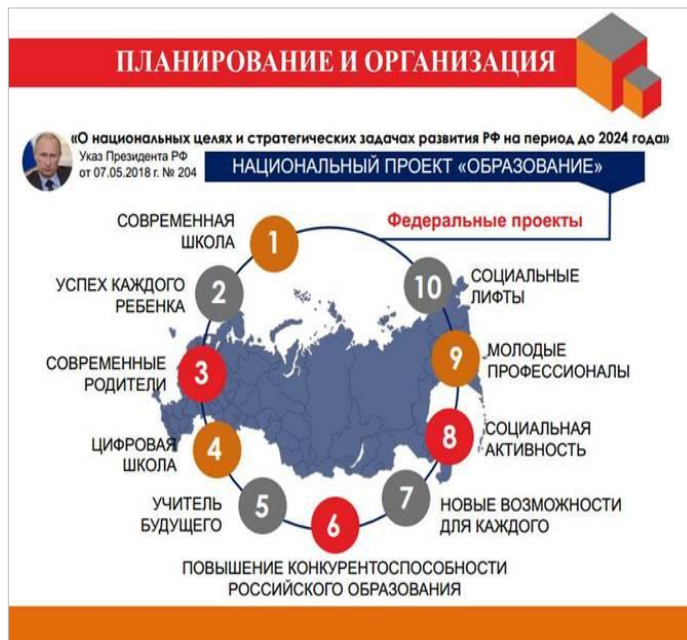 ПЛАНИРОВАНИЕ И ОРГАНИЗАЦИЯ
«О национальных целях и стратегических задачах развития РФ на период до 2024 года»
Указ Президента РФ
от 07.05.2018 г. № 204
НАЦИОНАЛЬНЫЙ ПРОЕКТ «ОБРАЗОВАНИЕ»
Федеральные проекты
1
СОВРЕМЕННАЯ
ШКОЛА
2
УСПЕХ КАЖДОГО
РЕБЕНКА
3
СОВРЕМЕННЫЕ
РОДИТЕЛИ
4
ЦИФРОВАЯ
ШКОЛА
5
УЧИТЕЛЬ
БУДУЩЕГО
6
ПОВЫШЕНИЕ КОНКУРЕНТОСПОСОБНОСТИ
РОССИЙСКОГО ОБРАЗОВАНИЯ
7
НОВЫЕ ВОЗМОЖНОСТИ
ДЛЯ КАЖДОГО
8
СОЦИАЛЬНАЯ
АКТИВНОСТЬ
9
МОЛОДЫЕ
ПРОФЕССИОНАЛЫ
10
СОЦИАЛЬНЫЕ
ЛИФТЫ